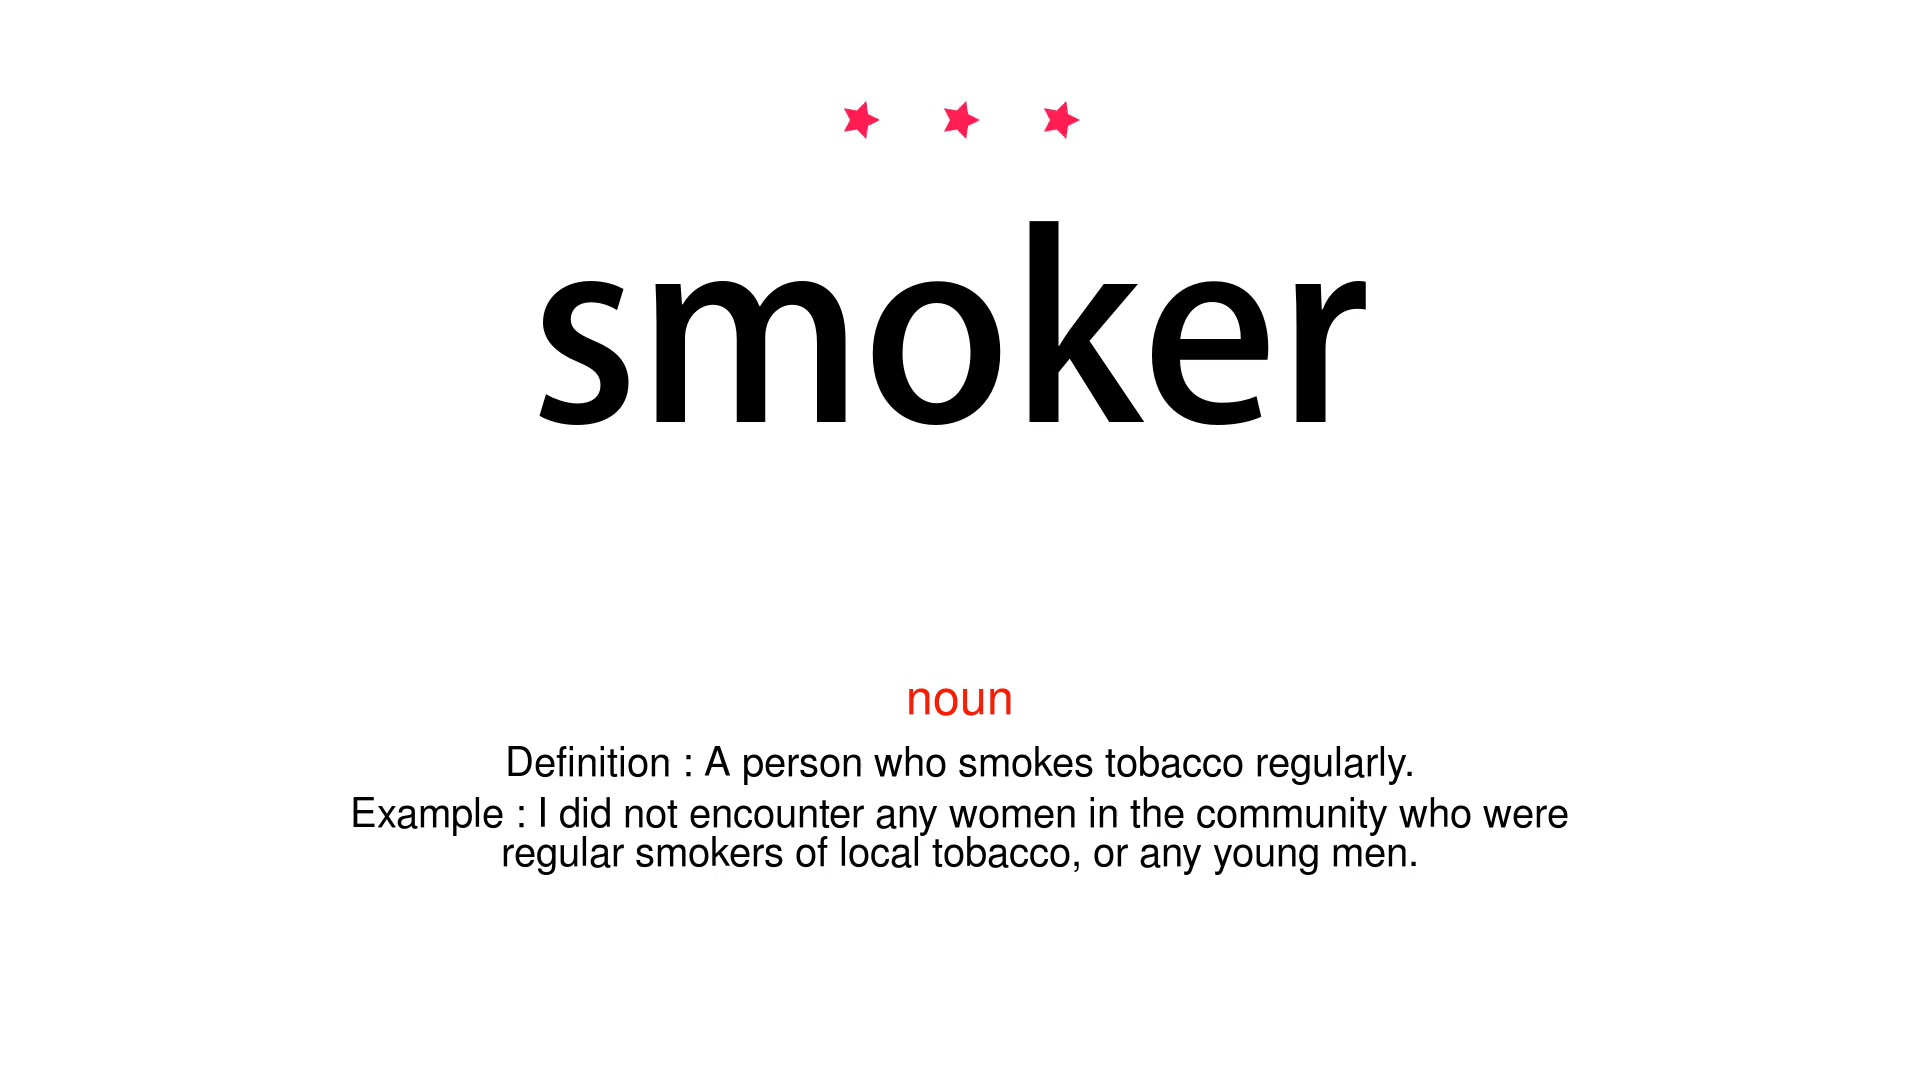 smoker
noun
Definition : A person who smokes tobacco regularly.
Example : I did not encounter any women in the community who were
regular smokers of local tobacco, or any young men.